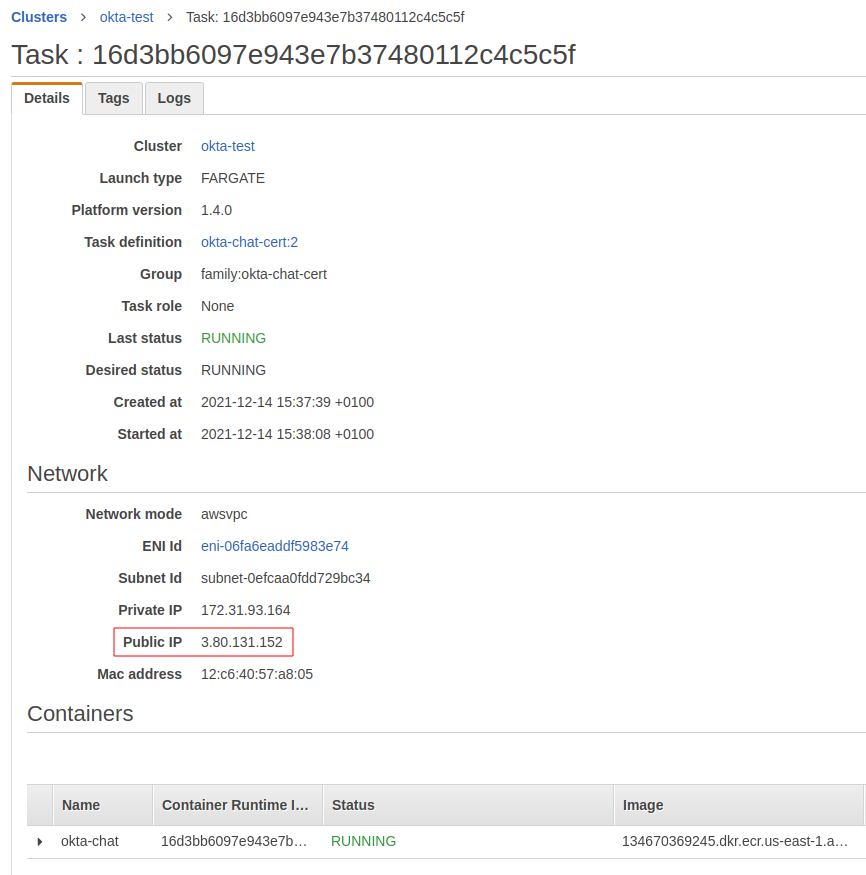 Clusters > okta-test > Task: 16d3bb6097e943e7b37480112c4c5c5f
Task : 16d3bb6097e943e7b37480112c4c5c5f
Details Tags Logs
Cluster okta-test
Launch type FARGATE
Platform version 1.4.0
Task definition okta-chat-cert:2
Group family:okta-chat-cert
Task role None
Last status RUNNING
Desired status RUNNING
Created at 2021-12-14 15:37:39 +0100
Started at 2021-12-14 15:38:08 +0100
Network
Network mode awsvpc
ENI Id eni-06fa6eaddf5983e74
Subnet Id subnet-0efcaa0fdd729bc34
Private IP 172.31.93.164
Public IP 3.80.131.152
Mac address 12:c6:40:57:a8:05
Containers
Name Container Runtime I... Status Image
okta-chat 16d3bb6097e943e7b... RUNNING 134670369245.dkr.ecr.us-east-1.a...